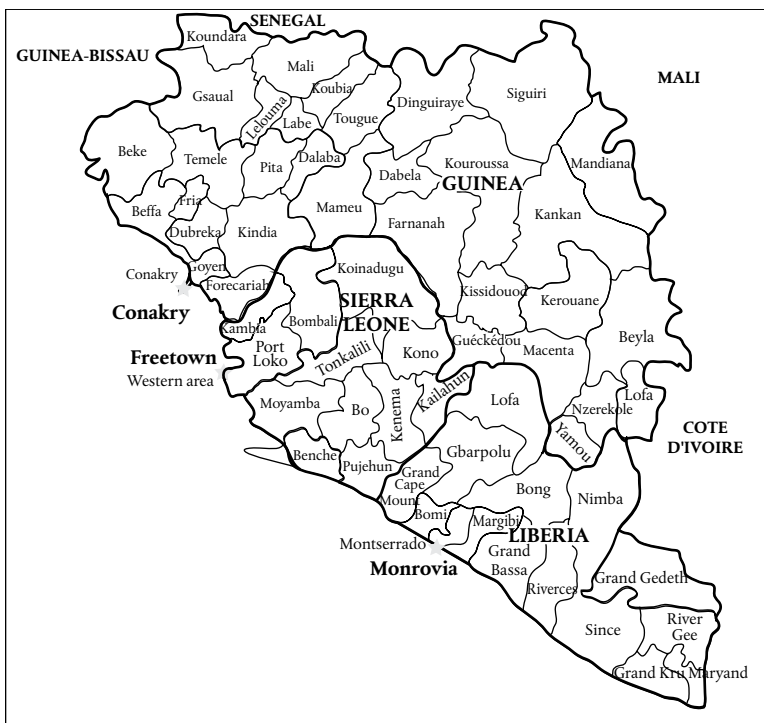 SENEGAL
Koundara
GUINEA-BISSAU
Mali
MALI
Koubia
Siguiri
Gsaual
Lelouma
Dinguiraye
Labe
Tougue
Beke
Temele
Pita
Dalaba
Kouroussa
Mandiana
Dabela
GUINEA
Fria
Beffa
Mameu
Kankan
Dubreka
Kindia
Farnanah
Goyen
Koinadugu
Conakry
Forecariah
Kissidouod
Kerouane
Conakry
SIERRA
LEONE
Bombali
Kambia
Beyla
Port
Loko
Guéckédou
Macenta
Freetown
Tonkalili
Kono
Western area
Kailahun
Lofa
Lofa
Moyamba
Bo
Kenema
Nzerekole
COTE
D'IVOIRE
Yamou
Gbarpolu
Benche
Pujehun
Grand
Cape
Mount
Bong
Nimba
Bomi
Margibi
LIBERIA
Montserrado
Grand
Bassa
Monrovia
Grand Gedeth
Riverces
Since
River
Gee
Grand Kru
Maryand